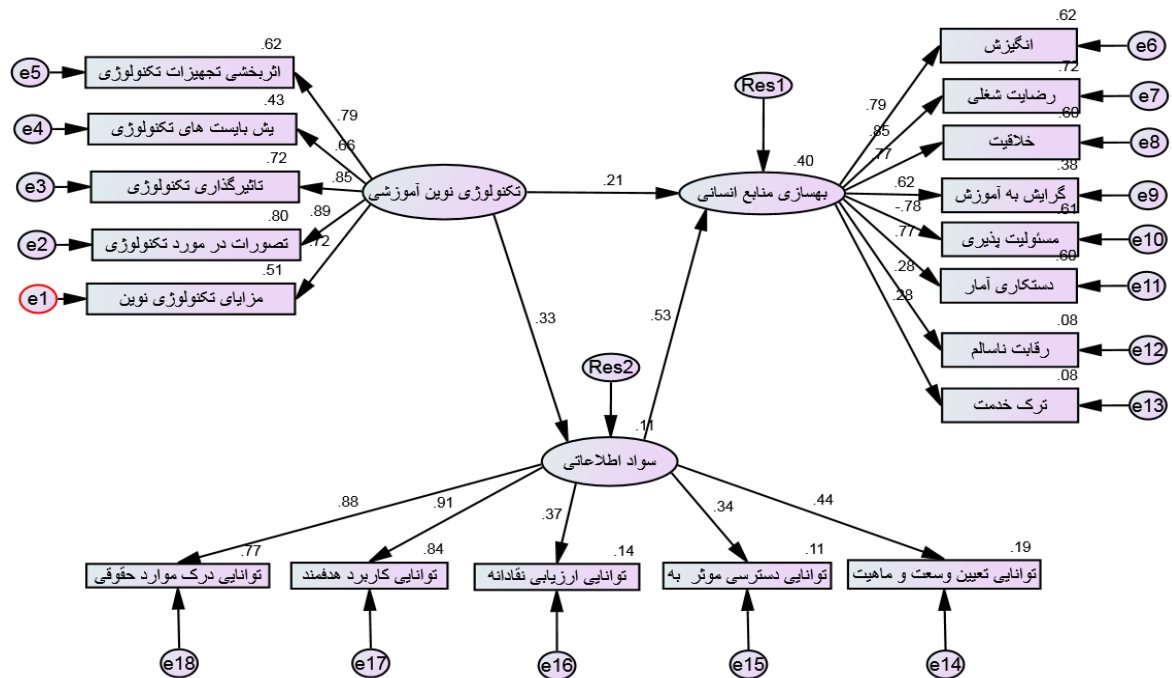 .62
e5
اثربخشی تجهیزات تکنولوژی
.43
e4
یش بایست های تکنولوژی
.72
e3
تاثیرگذاری تکنولوژی
.80
e2
تصورات در مورد تکنولوژی
.51
e1
مزایای تکنولوژی نوین
.79
.66
.85
.89
.72
تکنولوژی نوین آموزشی
.21
Res1
.40
بهسازی منابع انسانی
.79
.85
.77
.62
-.78
.77
.28
.28
.62
انگیزش
e6
.72
رضایت شغلی
e7
.60
خلاقیت
e8
.38
گرایش به آموزش
e9
.61
مسئولیت پذیری
e10
.60
دستکاری آمار
e11
.08
رقابت ناسالم
e12
.08
ترک خدمت
e13
.33
.53
Res2
.11
سواد اطلاعاتی
.88
.91
.37
.34
.44
.77
توانایی درک موارد حقوقی
e18
.84
توانایی کاربرد هدفمند
e17
.14
توانایی ارزیابی نقادانه
e16
.11
توانایی دسترسی موثر به
e15
.19
توانایی تعیین وسعت و ماهیت
e14